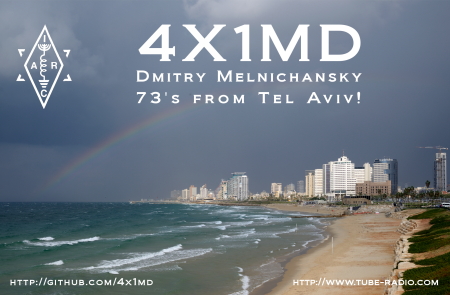 4X1MD
Dmitry Melnichansky
73's from Tel Aviv!
I A R C
http://github.com/4x1md
http://www.tube-radio.com